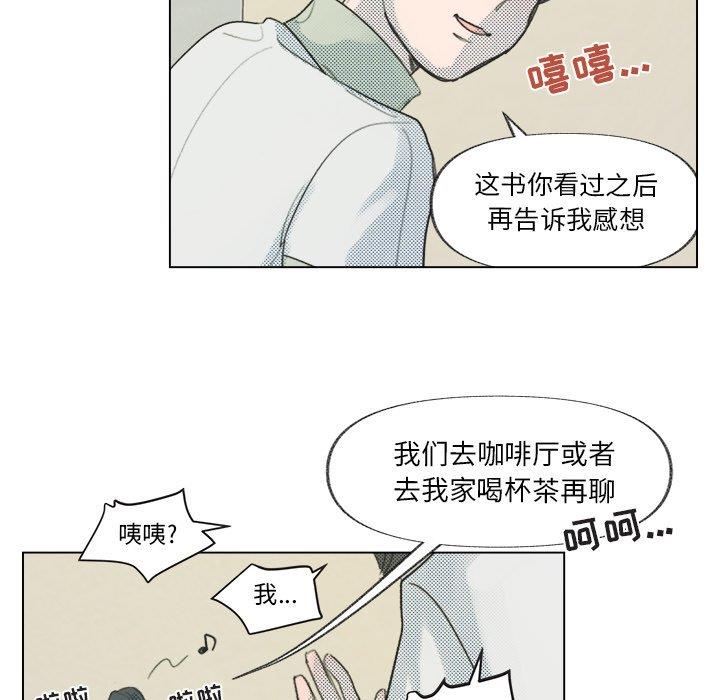 嘻嘻...
这书你看过之后
再告诉我感想
我们去咖啡厅或者
去我家喝杯茶再聊
呵呵...
咦咦?
我...
啦啦
啦啦